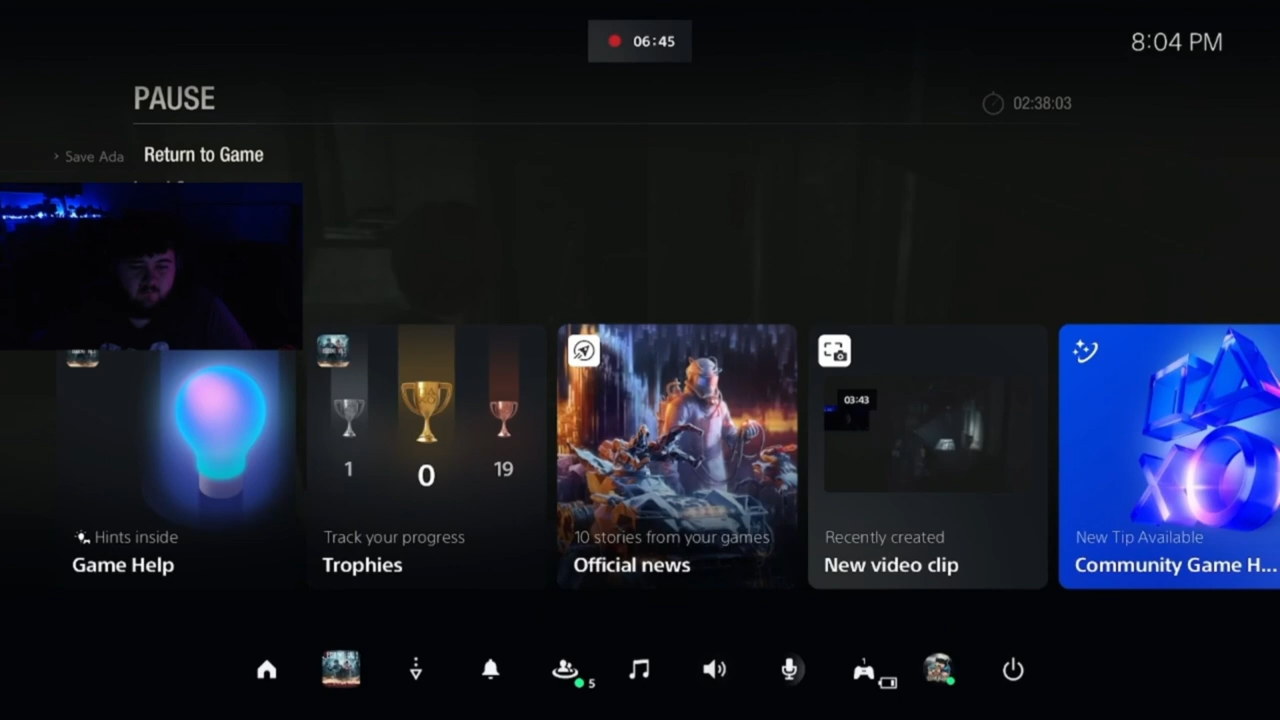 06:45
8:04 PM
PAUSE
02:38:03
Save Ada
Return to Game
03:43
1
0
19
Hints inside
Game Help
Track your progress
Trophies
10 stories from your games
Official news
Recently created
New video clip
New Tip Available
Community Game H...
5
1